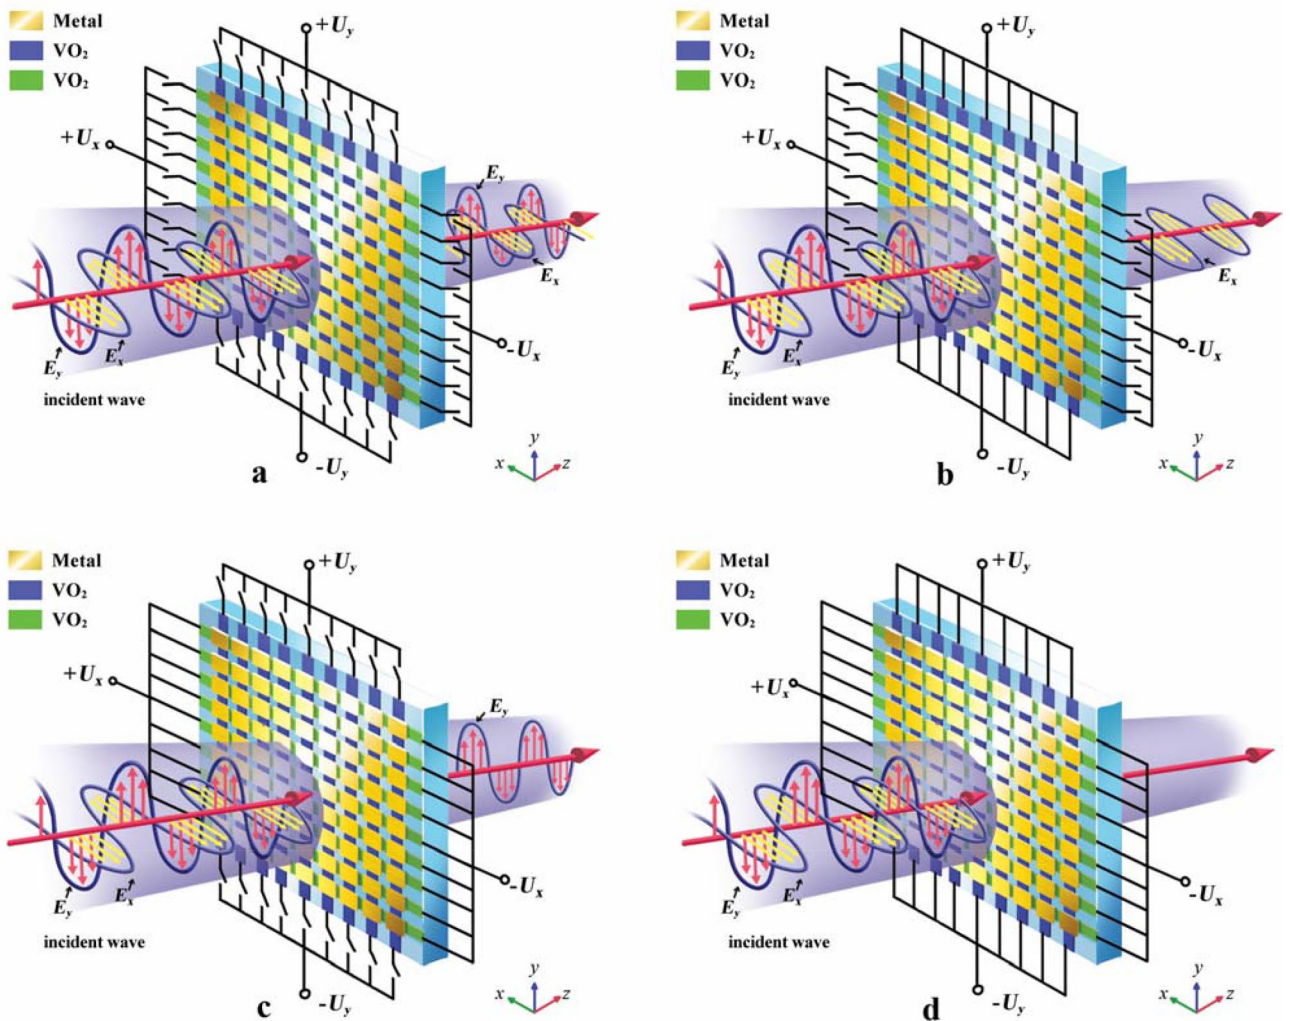 Metal
VO₂
VO₂
+Uy
+Ux
Ey
Ex
Ey
Ex
incident wave
-Ux
-Uy
x
y
z
a
Metal
VO₂
VO₂
+Uy
+Ux
Ex
Ey
Ex
incident wave
-Ux
-Uy
x
y
z
b
Metal
VO₂
VO₂
+Uy
+Ux
Ey
Ey
Ex
incident wave
-Ux
-Uy
x
y
z
c
Metal
VO₂
VO₂
+Uy
+Ux
Ey
Ex
incident wave
-Ux
-Uy
x
y
z
d